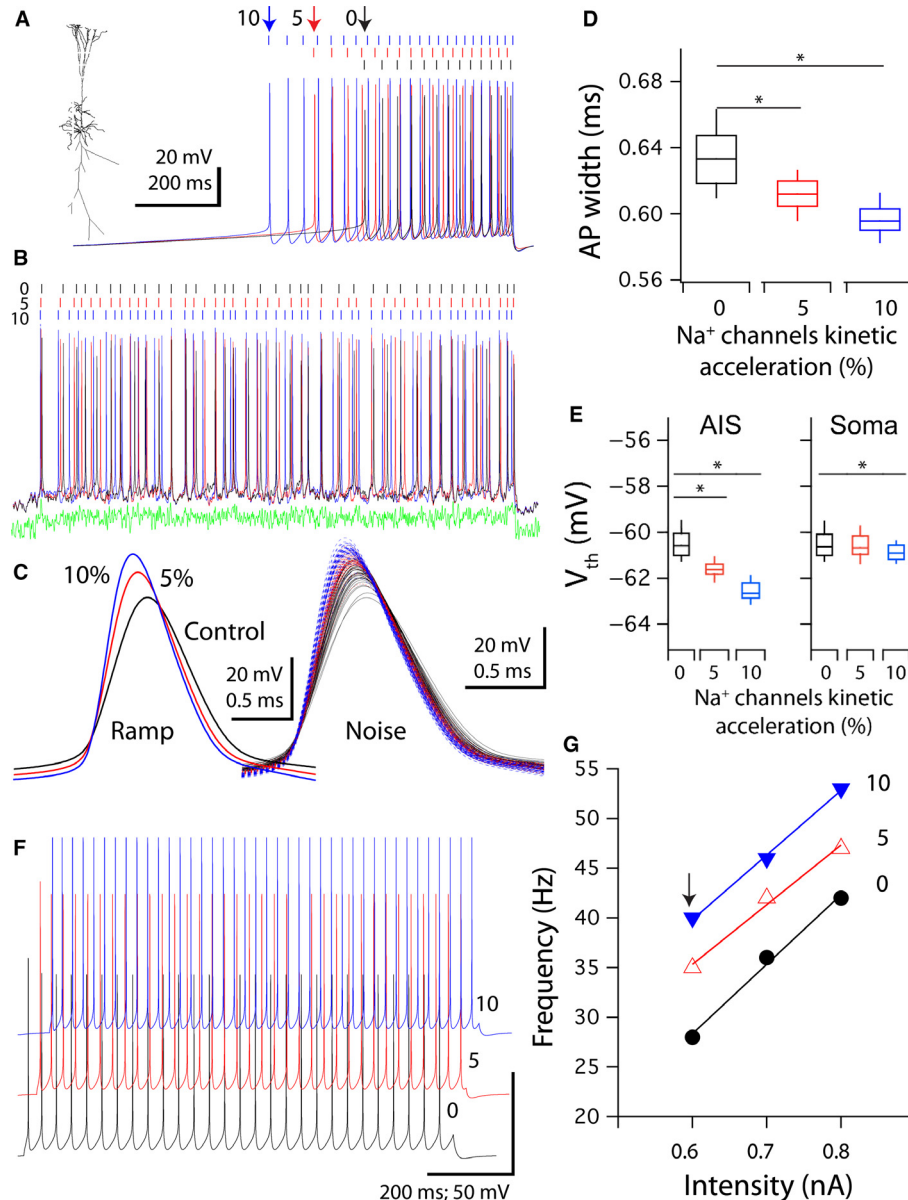 A
10 5 0
20 mV
200 ms
B
0
5
10
C
10% 5%
Control
20 mV
0.5 ms
Ramp
20 mV
0.5 ms
Noise
D
AP width (ms)
0.68
0.64
0.60
0.56
*
*
0 5 10
Na⁺ channels kinetic
acceleration (%)
E
AIS Soma
Vth (mV)
−56
−58
−60
−62
−64
*
*
*
0 5 10 0 5 10
Na⁺ channels kinetic
acceleration (%)
F
10
5
0
200 ms; 50 mV
G
Frequency (Hz)
55
50
45
40
35
30
25
20
10
5
0
0.6 0.7 0.8
Intensity (nA)